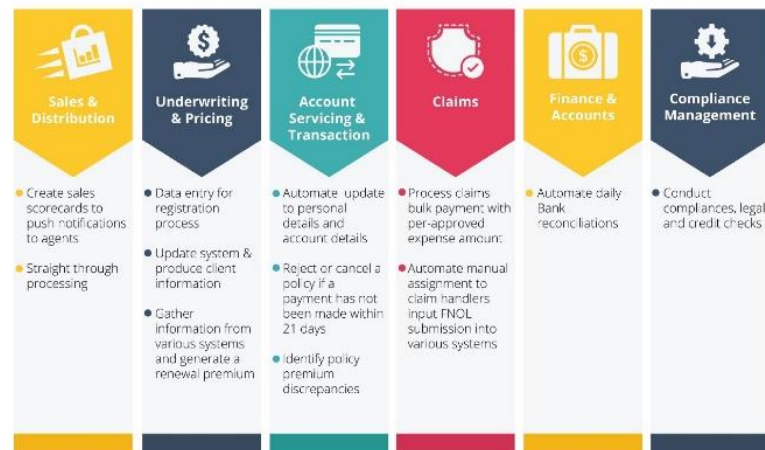 Sales &
Distribution
Create sales
scorecards to
push notifications
to agents
Straight through
processing
Underwriting
& Pricing
Data entry for
registration
process
Update system &
produce client
information
Gather
information from
various systems
and generate a
renewal premium
Account
Servicing &
Transaction
Automate update
to personal
details and
account details
Reject or cancel a
policy if a
payment has not
been made within
21 days
Identify policy
premium
discrepancies
Claims
Process claims
bulk payment with
per-approved
expense amount
Automate manual
assignment to
claim handlers
input FNOL
submission into
various systems
Finance &
Accounts
Automate daily
Bank
reconciliations
Compliance
Management
Conduct
compliances, legal
and credit checks